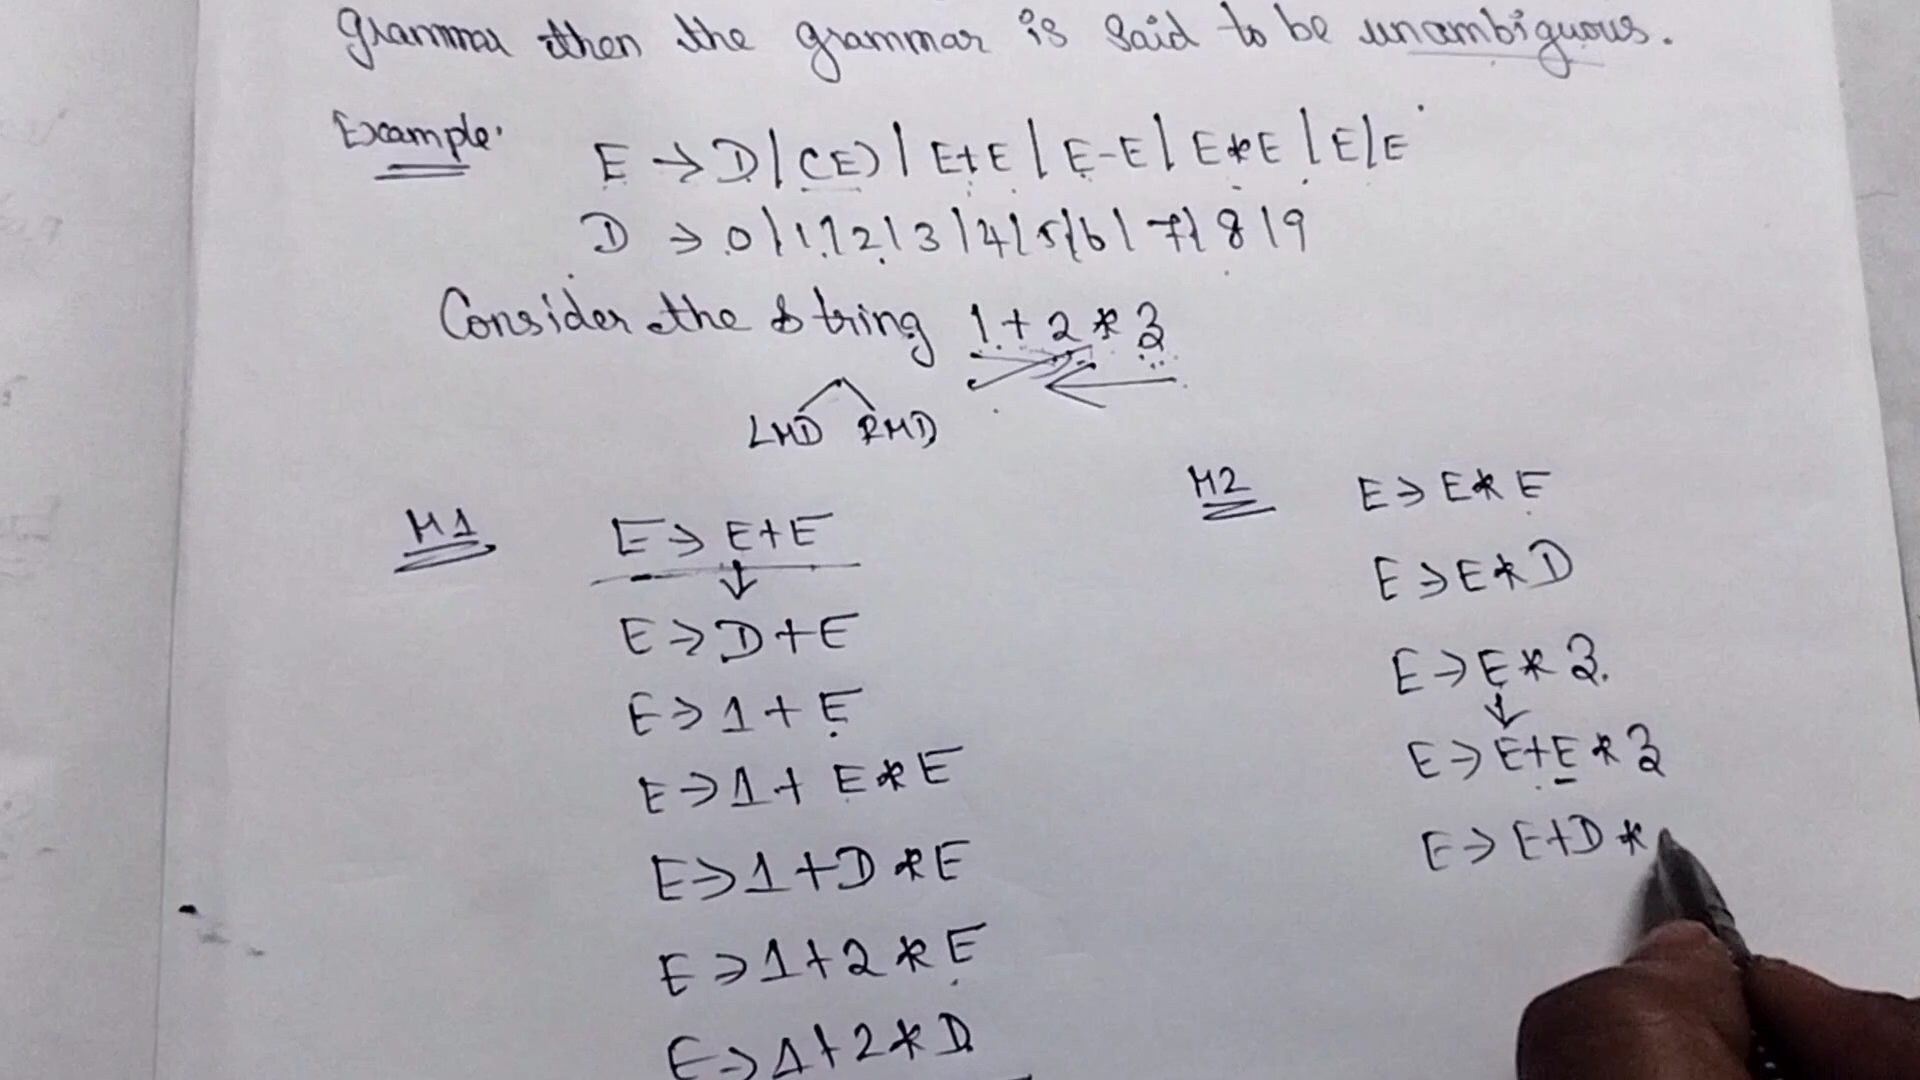 grammar then the grammar is said to be unambiguous.
Example: E → D | (E) | E+E | E-E | E*E | E/E
D → 0|1|2|3|4|5|6|7|8|9
Consider the string 1+2*3
LMD RMD
M1
E → E+E
E → D+E
E → 1+E
E → 1+E*E
E → 1+D*E
E → 1+2*E
E → 1+2*D
M2
E → E*E
E → E*D
E → E*3.
E → E+E*3
E → E+D*